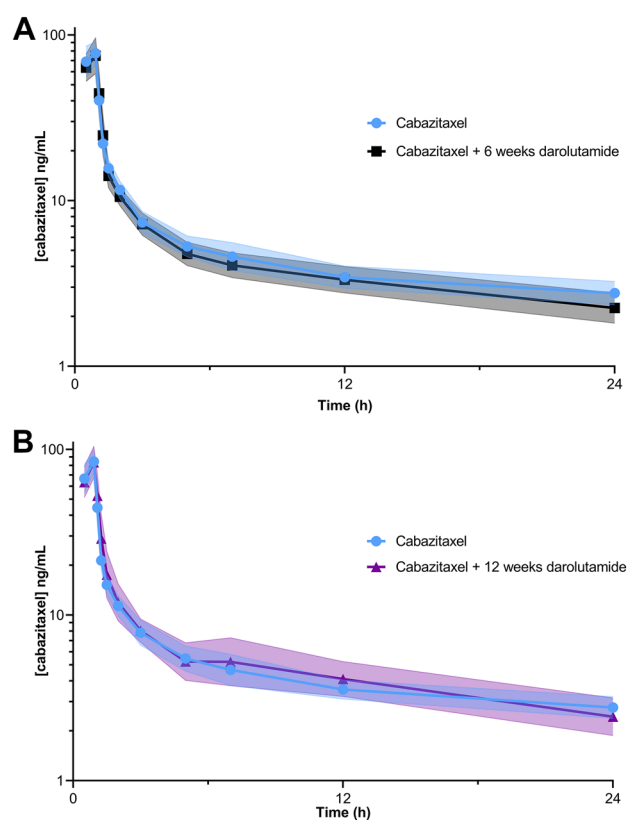 A
100
10
1
[cabazitaxel] ng/mL
Cabazitaxel
Cabazitaxel + 6 weeks darolutamide
0
12
24
Time (h)
B
100
10
1
[cabazitaxel] ng/mL
Cabazitaxel
Cabazitaxel + 12 weeks darolutamide
0
12
24
Time (h)